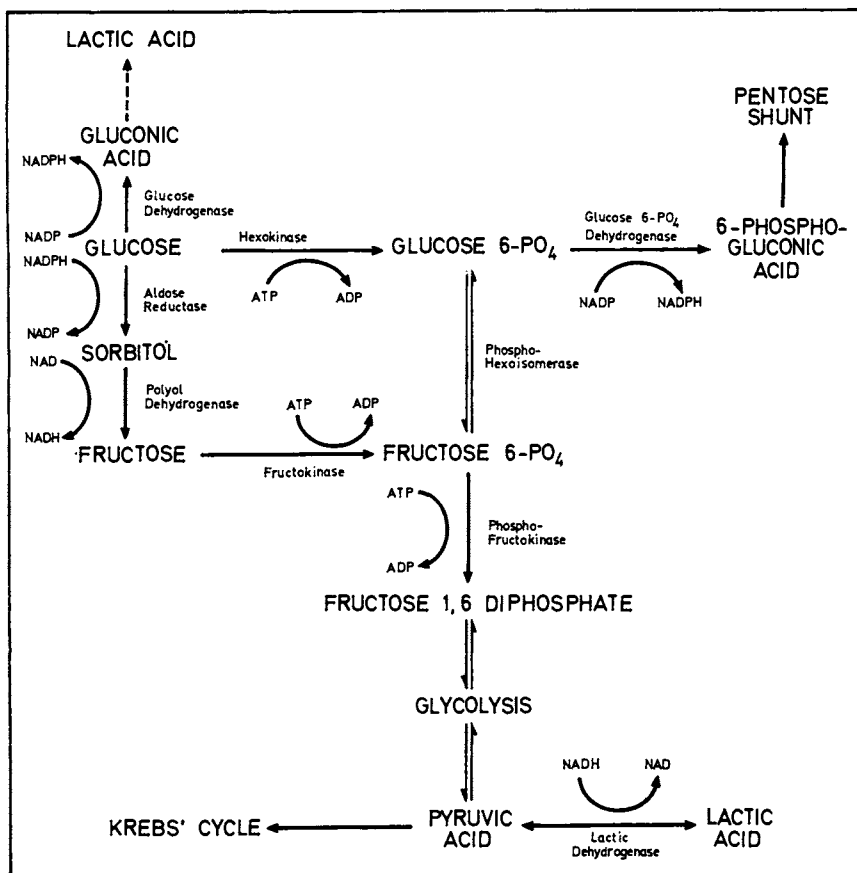 LACTIC ACID
PENTOSE
SHUNT
GLUCONIC
ACID
NADPH
Glucose
Dehydrogenase
NADP
GLUCOSE
Hexokinase
GLUCOSE 6-PO₄
Glucose 6-PO₄
Dehydrogenase
6-PHOSPHO-
GLUCONIC
ACID
NADPH
Aldose
Reductase
ATP
ADP
NADP
NADPH
NADP
SORBITOL
NAD
Phospho-
Hexoisomerase
Polyol
Dehydrogenase
ATP
ADP
NADH
FRUCTOSE
Fructokinase
FRUCTOSE 6-PO₄
ATP
Phospho-
Fructokinase
ADP
FRUCTOSE 1,6 DIPHOSPHATE
GLYCOLYSIS
NADH
NAD
KREBS' CYCLE
PYRUVIC
ACID
Lactic
Dehydrogenase
LACTIC
ACID